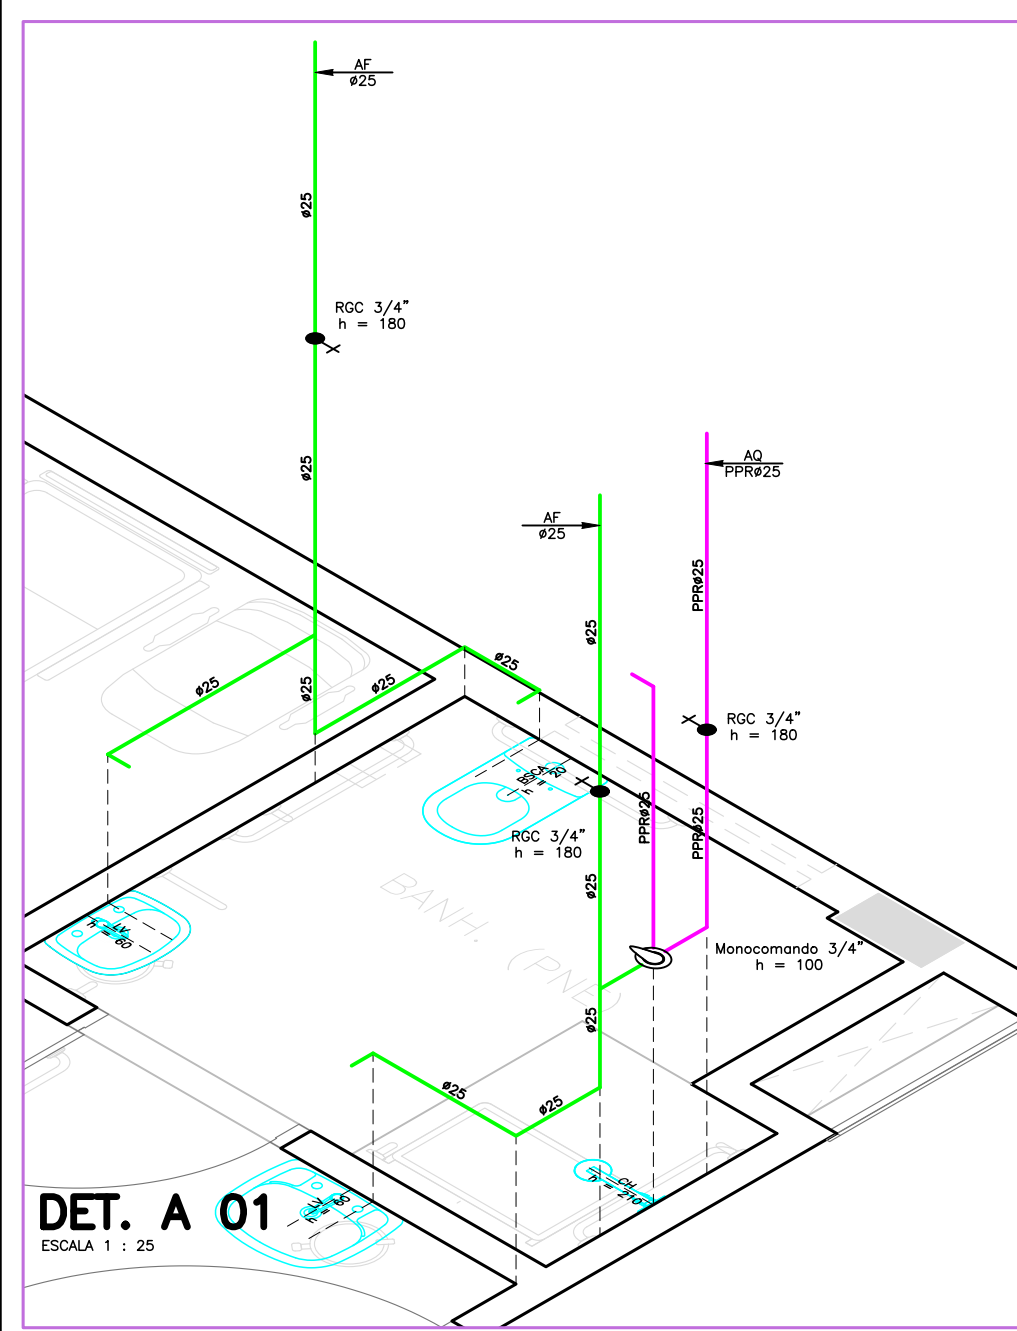 AF
ø25
ø25
RGC 3/4"
h = 180
ø25
AQ
PPRø25
AF
ø25
PPRø25
ø25
ø25
ø25
ø25
ø25
RGC 3/4"
h = 180
BSCA
h = 20
PPRø25
PPRø25
RGC 3/4"
h = 180
ø25
BANH.
(PNE)
LV
h = 60
Monocomando 3/4"
h = 100
ø25
ø25
ø25
CH
h = 210
LV
h = 60
DET. A 01
ESCALA 1 : 25